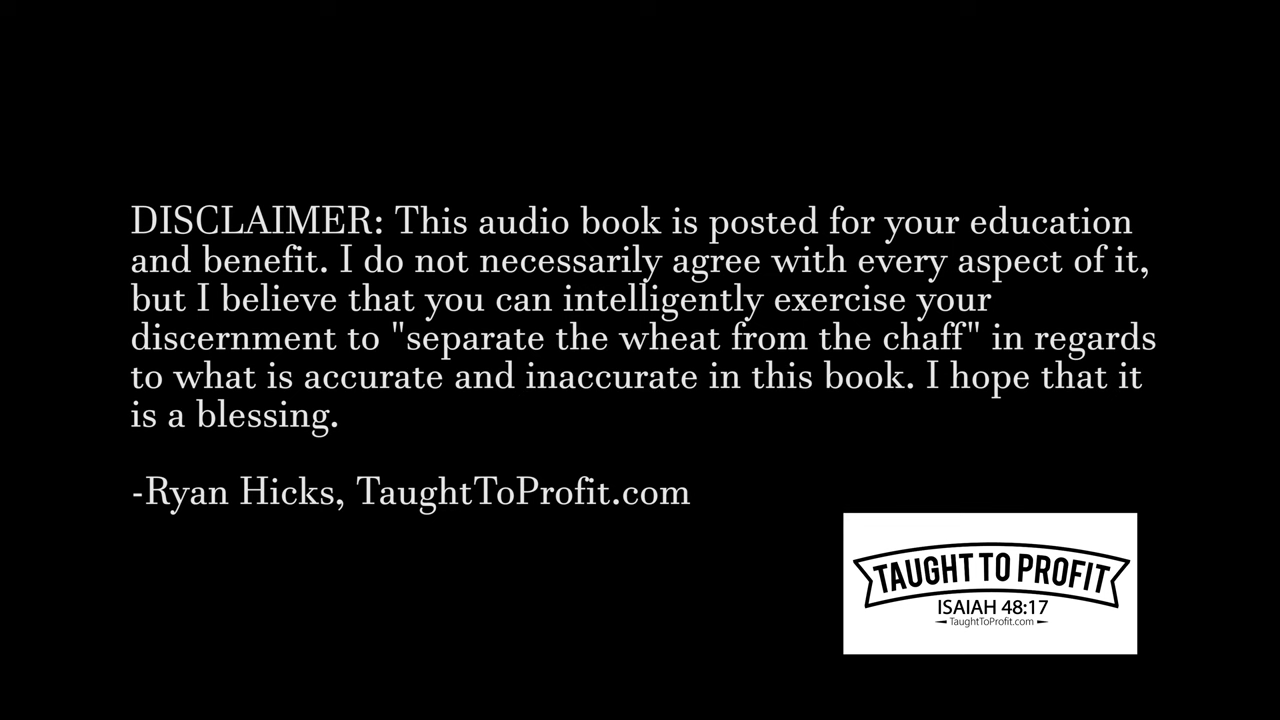 DISCLAIMER: This audio book is posted for your education
and benefit. I do not necessarily agree with every aspect of it,
but I believe that you can intelligently exercise your
discernment to "separate the wheat from the chaff" in regards
to what is accurate and inaccurate in this book. I hope that it
is a blessing.
-Ryan Hicks, TaughtToProfit.com
TAUGHT TO PROFIT
ISAIAH 48:17
TaughtToProfit.com